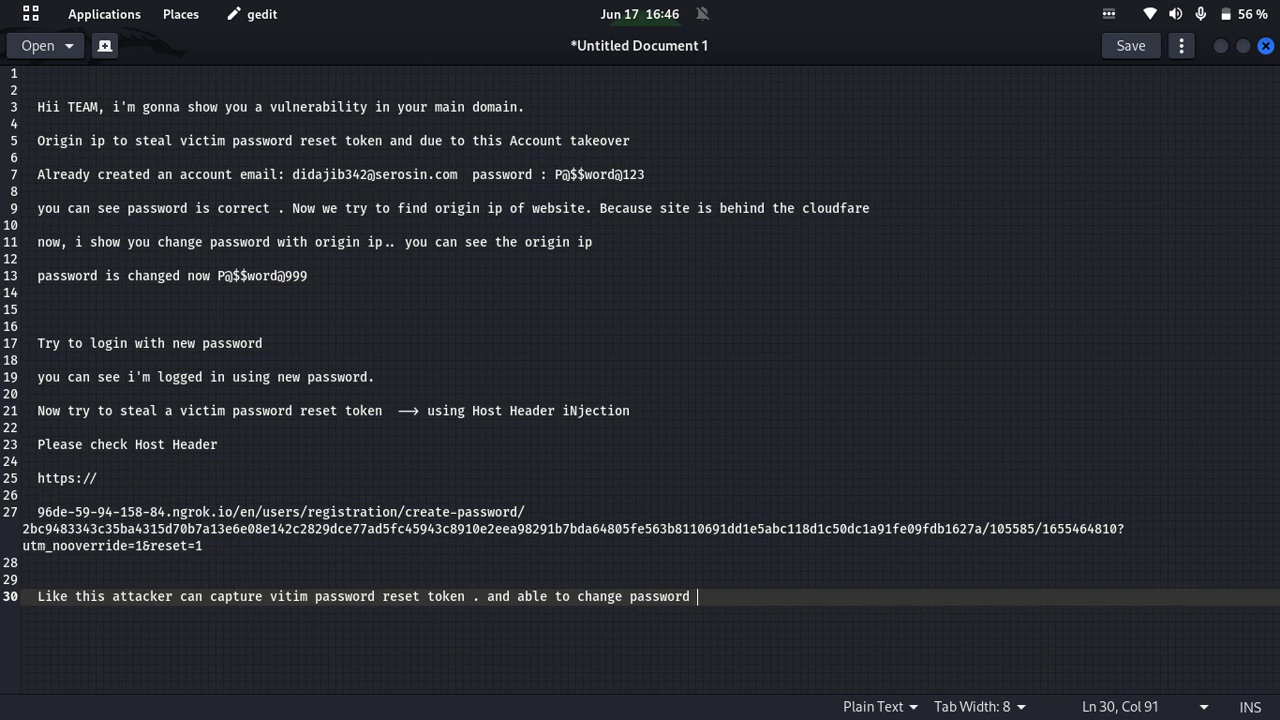 Applications Places gedit Jun 17 16:46 56 %
Open *Untitled Document 1 Save
1
2
3 Hii TEAM, i'm gonna show you a vulnerability in your main domain.
4
5 Origin ip to steal victim password reset token and due to this Account takeover
6
7 Already created an account email: didajib342@serosin.com  password : P@$$word@123
8
9 you can see password is correct . Now we try to find origin ip of website. Because site is behind the cloudfare
10
11 now, i show you change password with origin ip.. you can see the origin ip
12
13 password is changed now P@$$word@999
14
15
16
17 Try to login with new password
18
19 you can see i'm logged in using new password.
20
21 Now try to steal a victim password reset token  --> using Host Header iNjection
22
23 Please check Host Header
24
25 https://
26
27 96de-59-94-158-84.ngrok.io/en/users/registration/create-password/
2bc9483343c35ba4315d70b7a13e6e08e142c2829dce77ad5fc45943c8910e2eea98291b7bda64805fe563b8110691dd1e5abc118d1c50dc1a91fe09fdb1627a/105585/1655464810?
utm_nooverride=1&reset=1
28
29
30 Like this attacker can capture vitim password reset token . and able to change password
Plain Text Tab Width: 8 Ln 30, Col 91 INS